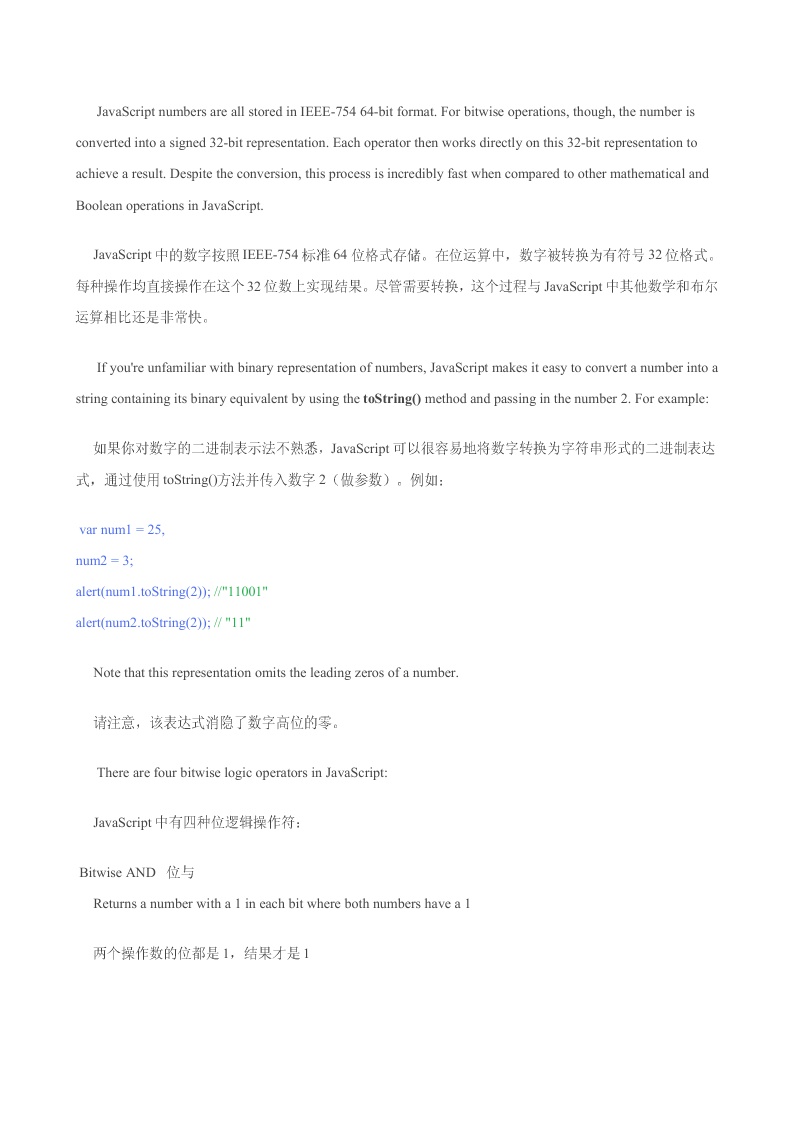 JavaScript numbers are all stored in IEEE-754 64-bit format. For bitwise operations, though, the number is
converted into a signed 32-bit representation. Each operator then works directly on this 32-bit representation to
achieve a result. Despite the conversion, this process is incredibly fast when compared to other mathematical and
Boolean operations in JavaScript.
JavaScript 中的数字按照 IEEE-754 标准 64 位格式存储。在位运算中，数字被转换为有符号 32 位格式。
每种操作均直接操作在这个 32 位数上实现结果。尽管需要转换，这个过程与 JavaScript 中其他数学和布尔
运算相比还是非常快。
If you're unfamiliar with binary representation of numbers, JavaScript makes it easy to convert a number into a
string containing its binary equivalent by using the toString() method and passing in the number 2. For example:
如果你对数字的二进制表示法不熟悉，JavaScript 可以很容易地将数字转换为字符串形式的二进制表达
式，通过使用 toString()方法并传入数字 2（做参数）。例如：
var num1 = 25,
num2 = 3;
alert(num1.toString(2)); //"11001"
alert(num2.toString(2)); // "11"
Note that this representation omits the leading zeros of a number.
请注意，该表达式消隐了数字高位的零。
There are four bitwise logic operators in JavaScript:
JavaScript 中有四种位逻辑操作符：
Bitwise AND 位与
Returns a number with a 1 in each bit where both numbers have a 1
两个操作数的位都是 1，结果才是 1